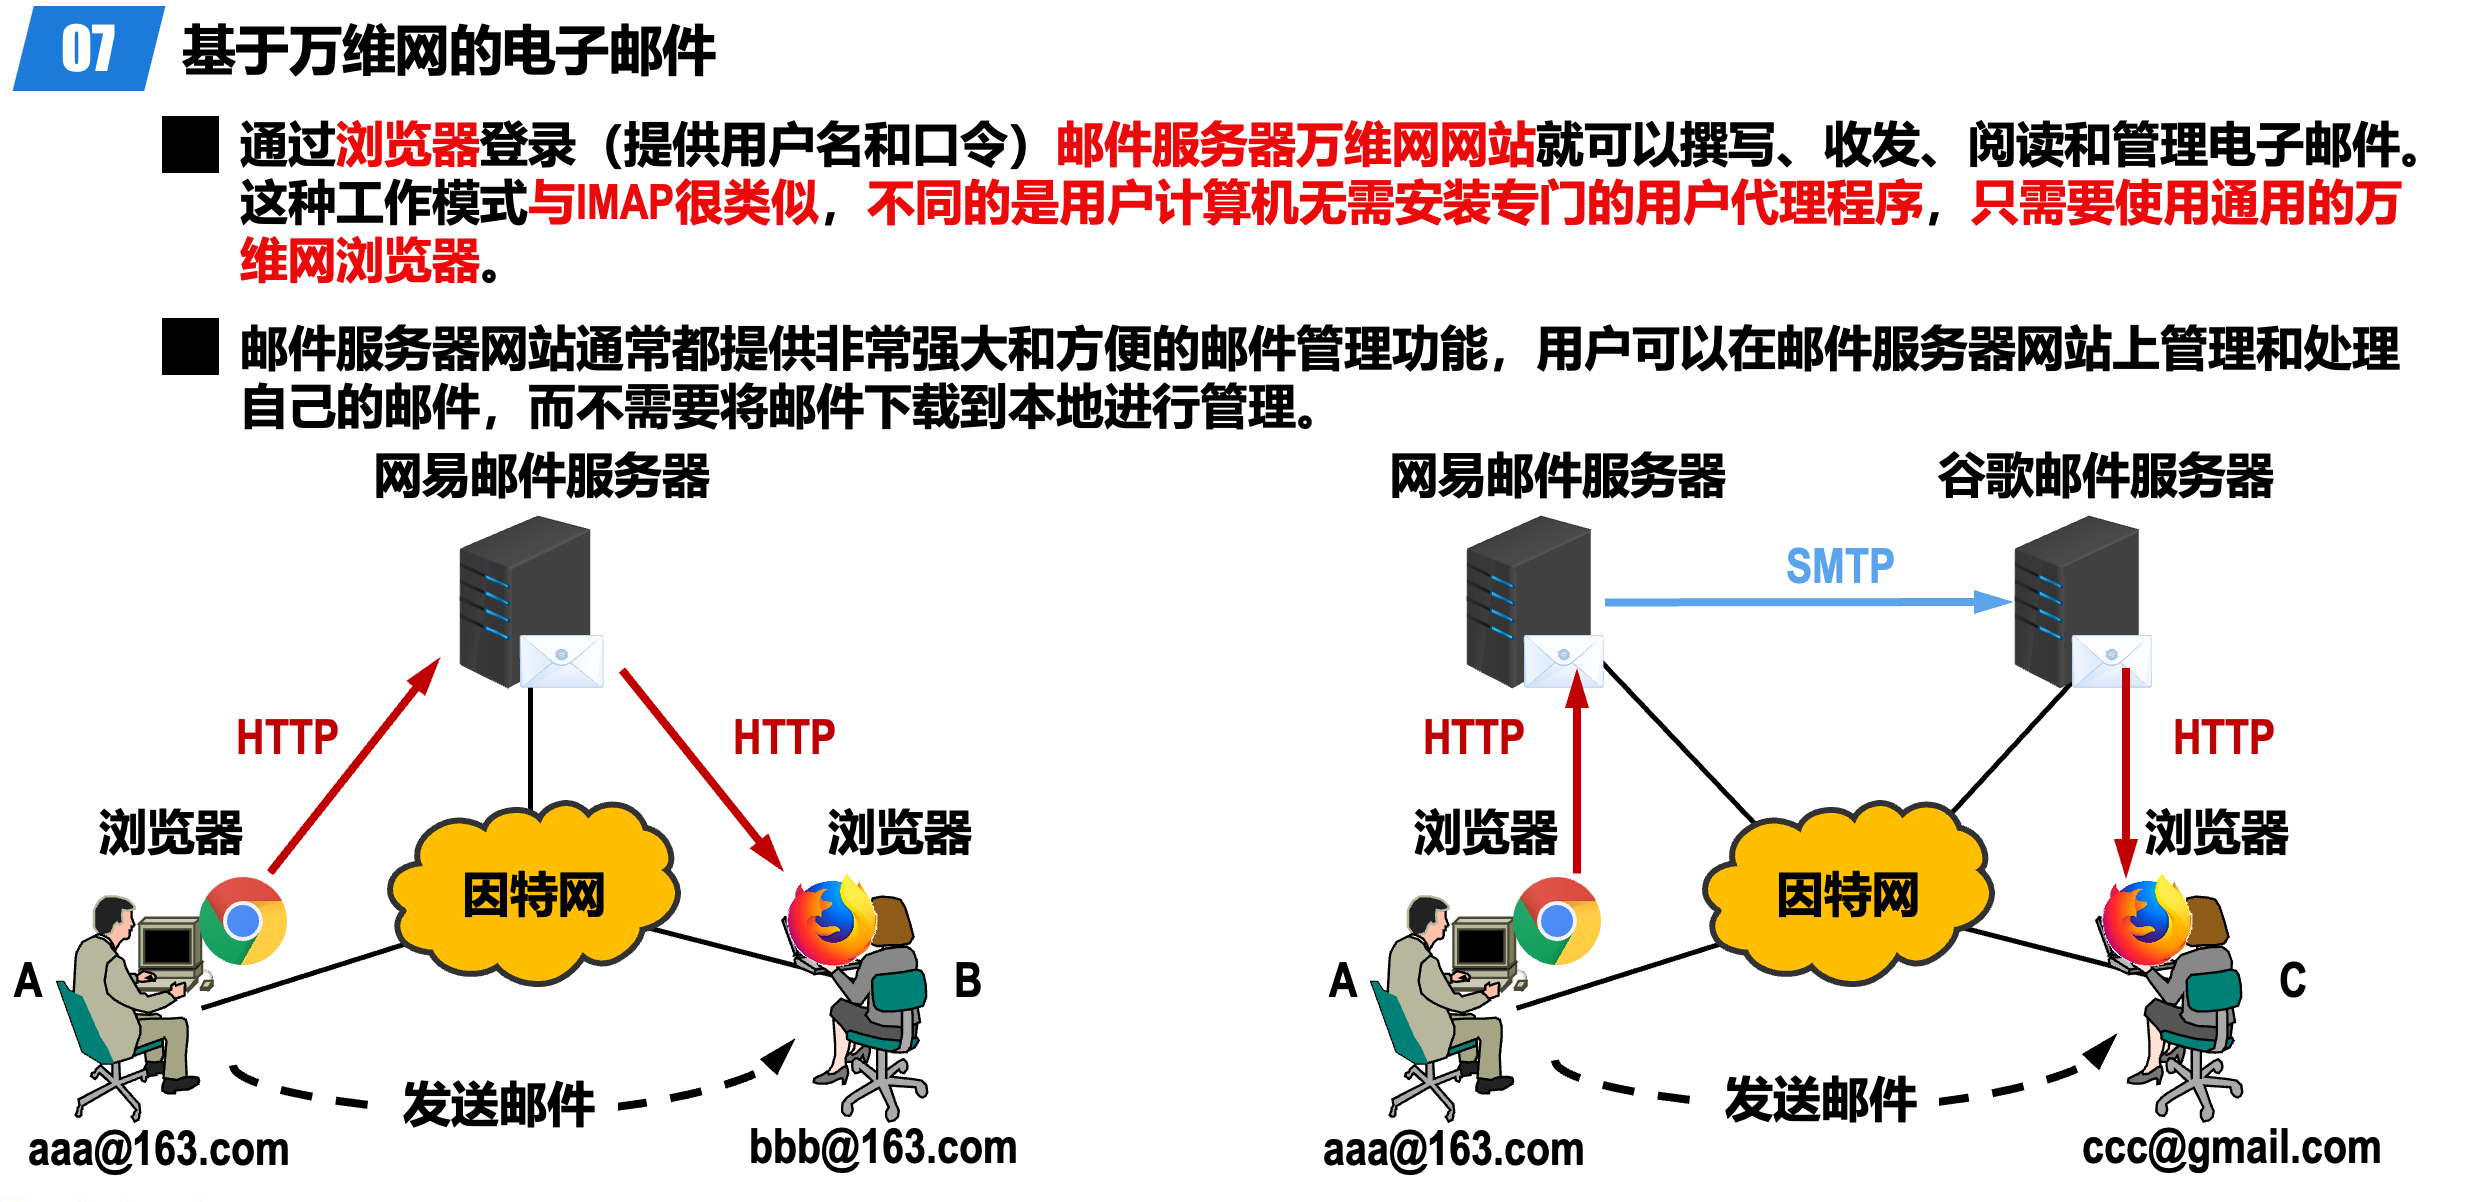 07 基于万维网的电子邮件
通过浏览器登录（提供用户名和口令）邮件服务器万维网网站就可以撰写、收发、阅读和管理电子邮件。
这种工作模式与IMAP很类似，不同的是用户计算机无需安装专门的用户代理程序，只需要使用通用的万
维网浏览器。
邮件服务器网站通常都提供非常强大和方便的邮件管理功能，用户可以在邮件服务器网站上管理和处理
自己的邮件，而不需要将邮件下载到本地进行管理。
网易邮件服务器
HTTP
HTTP
浏览器
浏览器
因特网
A
B
发送邮件
aaa@163.com
bbb@163.com
网易邮件服务器
谷歌邮件服务器
SMTP
HTTP
HTTP
浏览器
浏览器
因特网
A
C
发送邮件
aaa@163.com
ccc@gmail.com